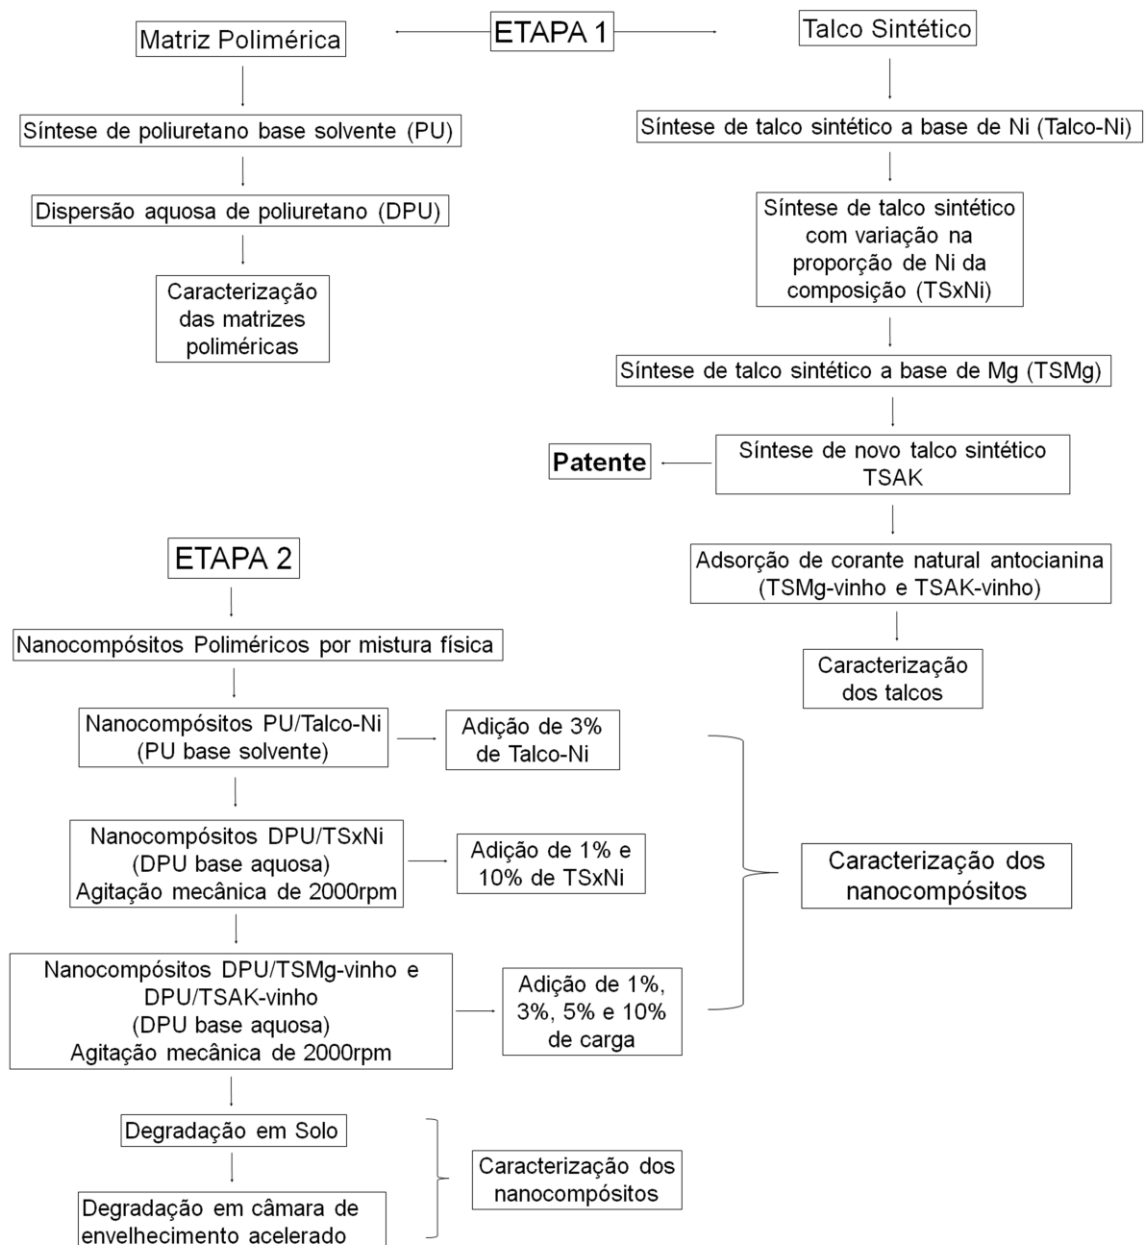 ETAPA 1
Matriz Polimérica
Síntese de poliuretano base solvente (PU)
Dispersão aquosa de poliuretano (DPU)
Caracterização
das matrizes
poliméricas
Talco Sintético
Síntese de talco sintético a base de Ni (Talco-Ni)
Síntese de talco sintético
com variação na
proporção de Ni da
composição (TSxNi)
Síntese de talco sintético a base de Mg (TSMg)
Síntese de novo talco sintético
TSAK
Patente
Adsorção de corante natural antocianina
(TSMg-vinho e TSAK-vinho)
Caracterização
dos talcos
ETAPA 2
Nanocompósitos Poliméricos por mistura física
Nanocompósitos PU/Talco-Ni
(PU base solvente)
Adição de 3%
de Talco-Ni
Nanocompósitos DPU/TSxNi
(DPU base aquosa)
Agitação mecânica de 2000rpm
Adição de 1% e
10% de TSxNi
Nanocompósitos DPU/TSMg-vinho e
DPU/TSAK-vinho
(DPU base aquosa)
Agitação mecânica de 2000rpm
Adição de 1%,
3%, 5% e 10%
de carga
Caracterização dos
nanocompósitos
Degradação em Solo
Degradação em câmara de
envelhecimento acelerado
Caracterização dos
nanocompósitos